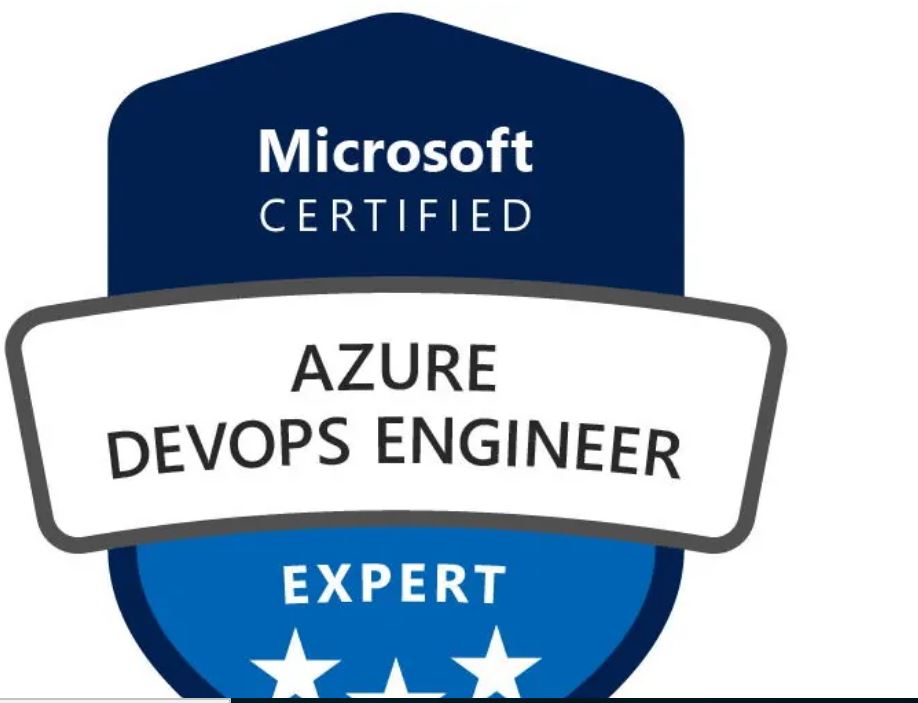 Microsoft
CERTIFIED
AZURE
DEVOPS ENGINEER
EXPERT